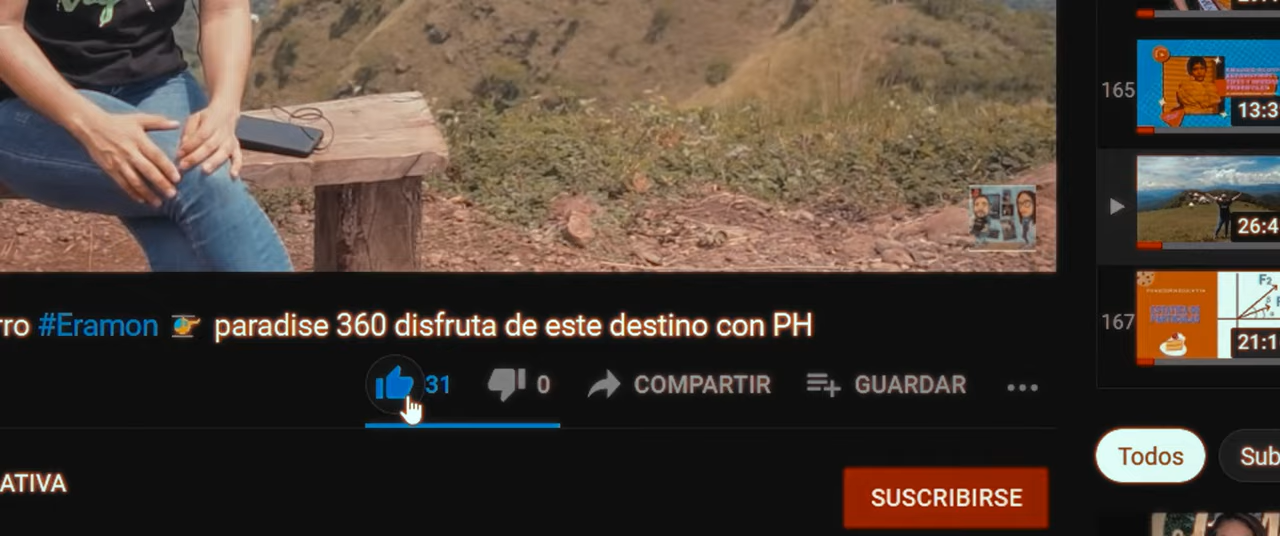 165
13:3
26:4
rro #Eramon paradise 360 disfruta de este destino con PH
167
F2
21:1
31 0 COMPARTIR GUARDAR
Todos
Sub
ATIVA
SUSCRIBIRSE